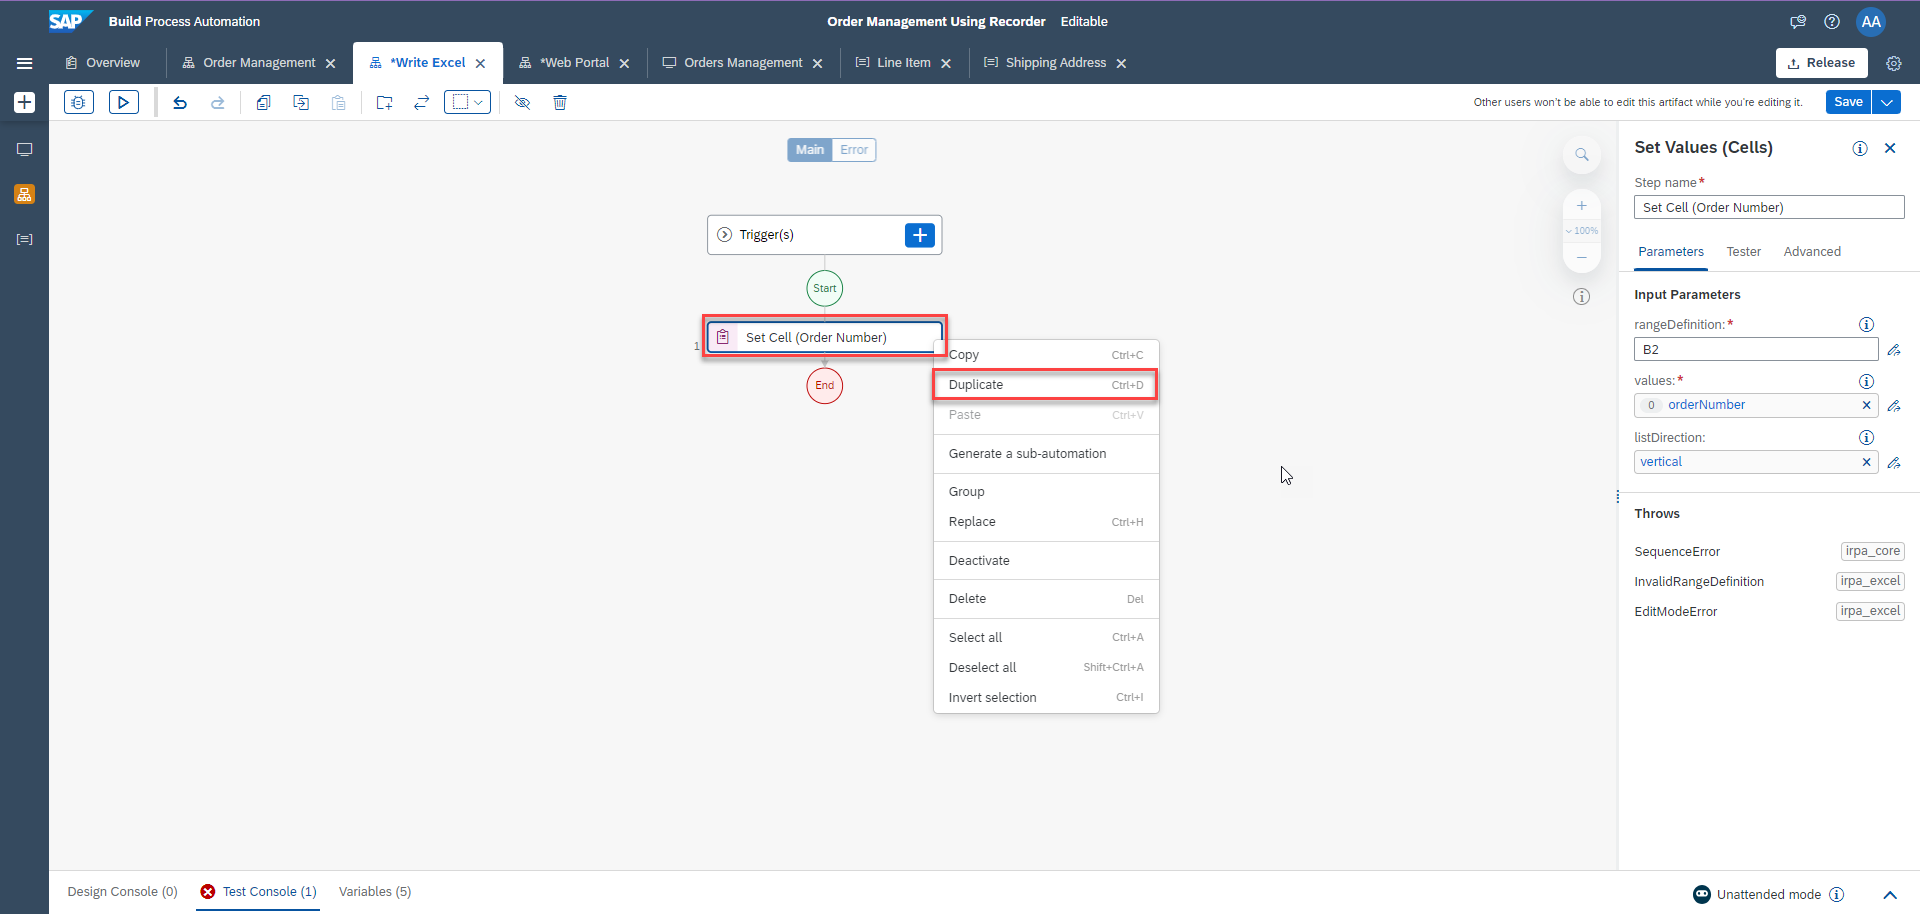 SAP Build Process Automation
Order Management Using Recorder Editable
AA
Overview
Order Management
*Write Excel
*Web Portal
Orders Management
Line Item
Shipping Address
Release
Other users won't be able to edit this artifact while you're editing it.
Save
Main Error
100%
Trigger(s)
Start
1
Set Cell (Order Number)
End
Copy Ctrl+C
Duplicate Ctrl+D
Paste Ctrl+V
Generate a sub-automation
Group
Replace Ctrl+H
Deactivate
Delete Del
Select all Ctrl+A
Deselect all Shift+Ctrl+A
Invert selection Ctrl+I
Set Values (Cells)
Step name*
Set Cell (Order Number)
Parameters Tester Advanced
Input Parameters
rangeDefinition:*
B2
values:*
0 orderNumber
listDirection:
vertical
Throws
SequenceError irpa_core
InvalidRangeDefinition irpa_excel
EditModeError irpa_excel
Design Console (0) Test Console (1) Variables (5)
Unattended mode